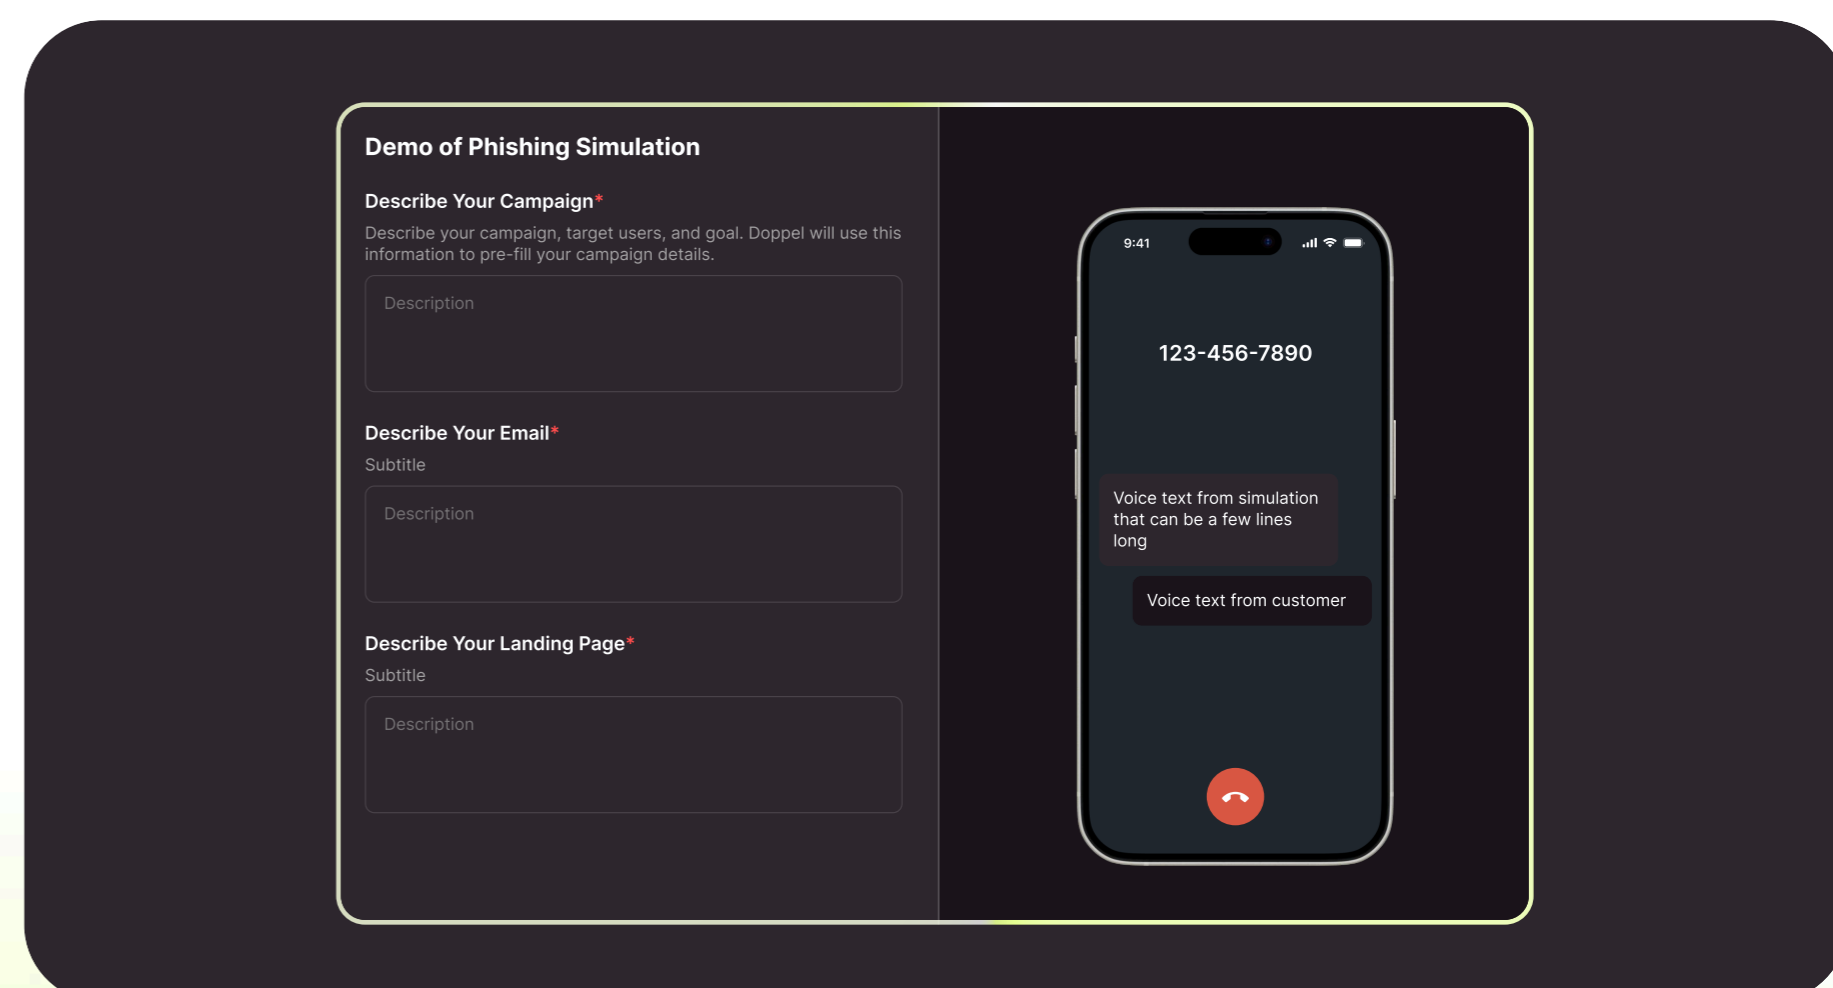 Demo of Phishing Simulation
Describe Your Campaign*
Describe your campaign, target users, and goal. Doppel will use this
information to pre-fill your campaign details.
Description
Describe Your Email*
Subtitle
Description
Describe Your Landing Page*
Subtitle
Description
9:41
123-456-7890
Voice text from simulation
that can be a few lines
long
Voice text from customer